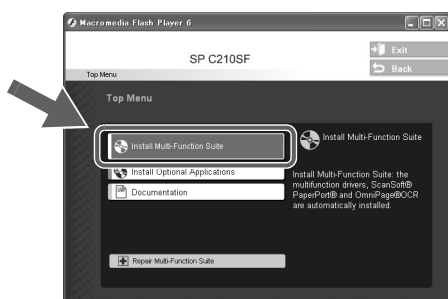 Macromedia Flash Player 6
SP C210SF
Exit
Back
Top Menu
Top Menu
Install Multi-Function Suite
Install Optional Applications
Documentation
Repair Multi-Function Suite
Install Multi-Function Suite
Install Multi-Function Suite: the
multifunction drivers, ScanSoft®
PaperPort® and OmniPage®OCR
are automatically installed.